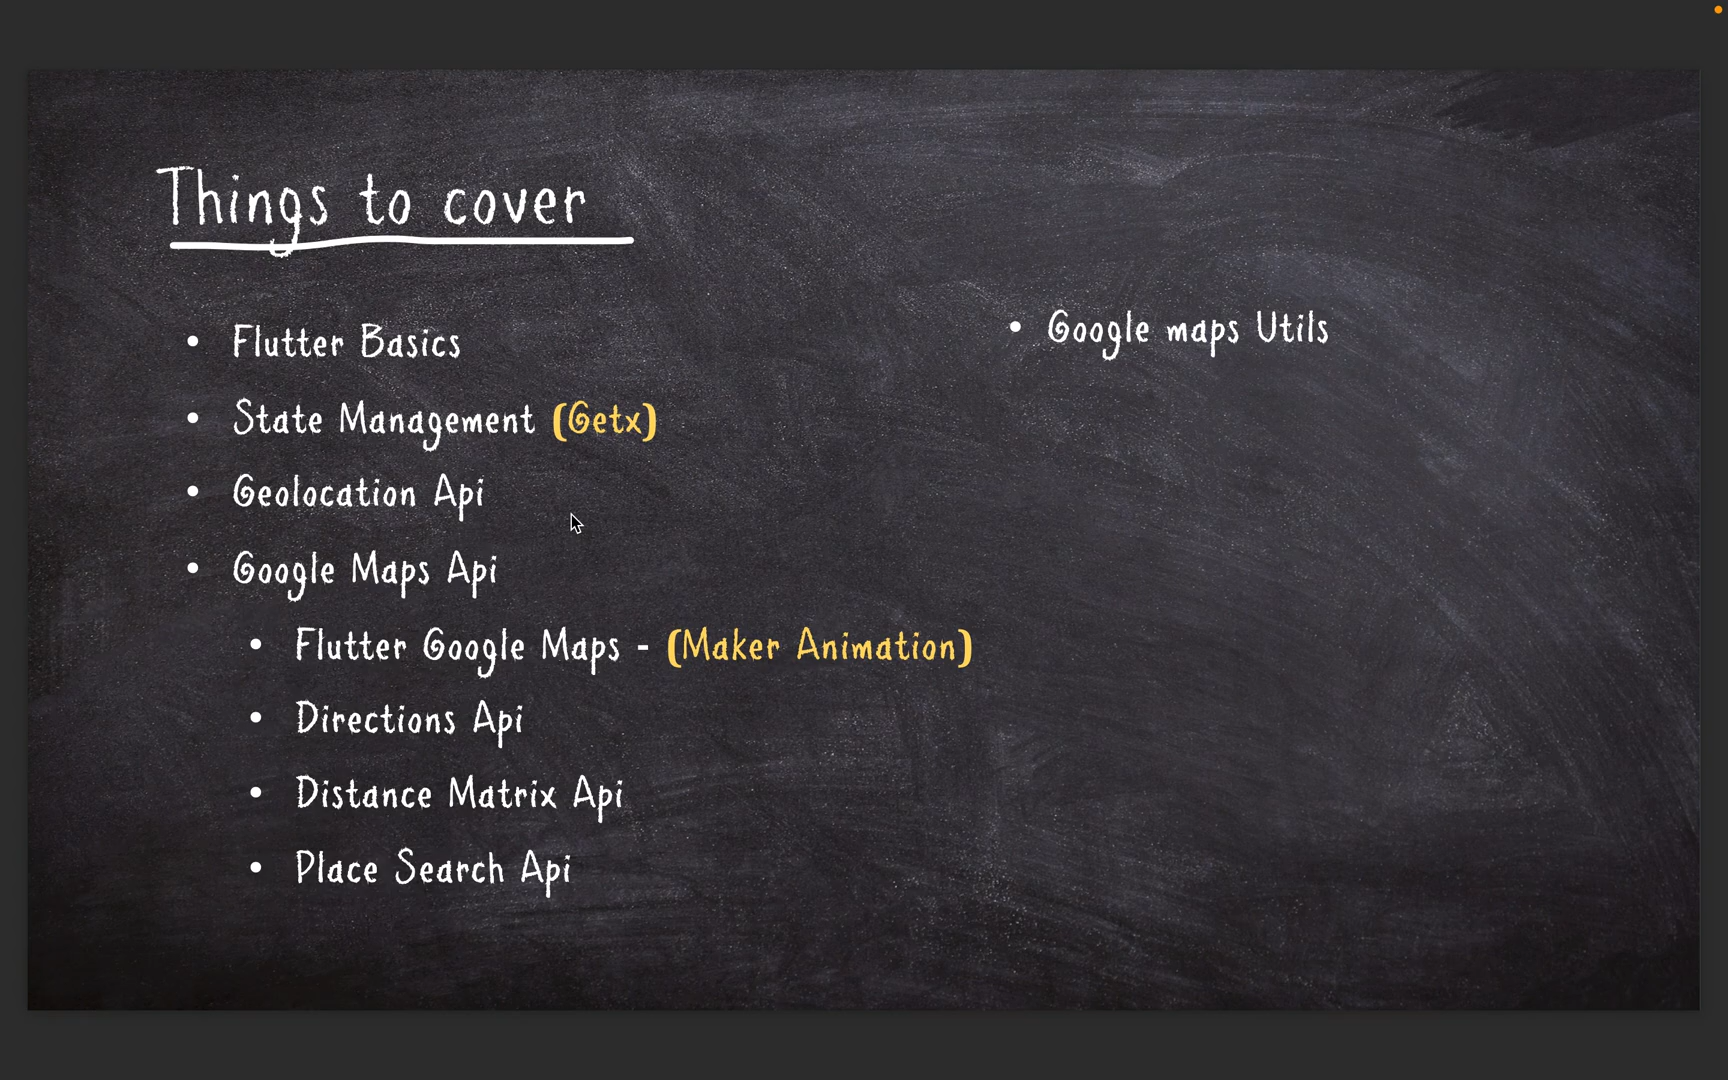 Things to cover
• Flutter Basics
• State Management (Getx)
• Geolocation Api
• Google Maps Api
• Flutter Google Maps - (Maker Animation)
• Directions Api
• Distance Matrix Api
• Place Search Api
• Google maps Utils